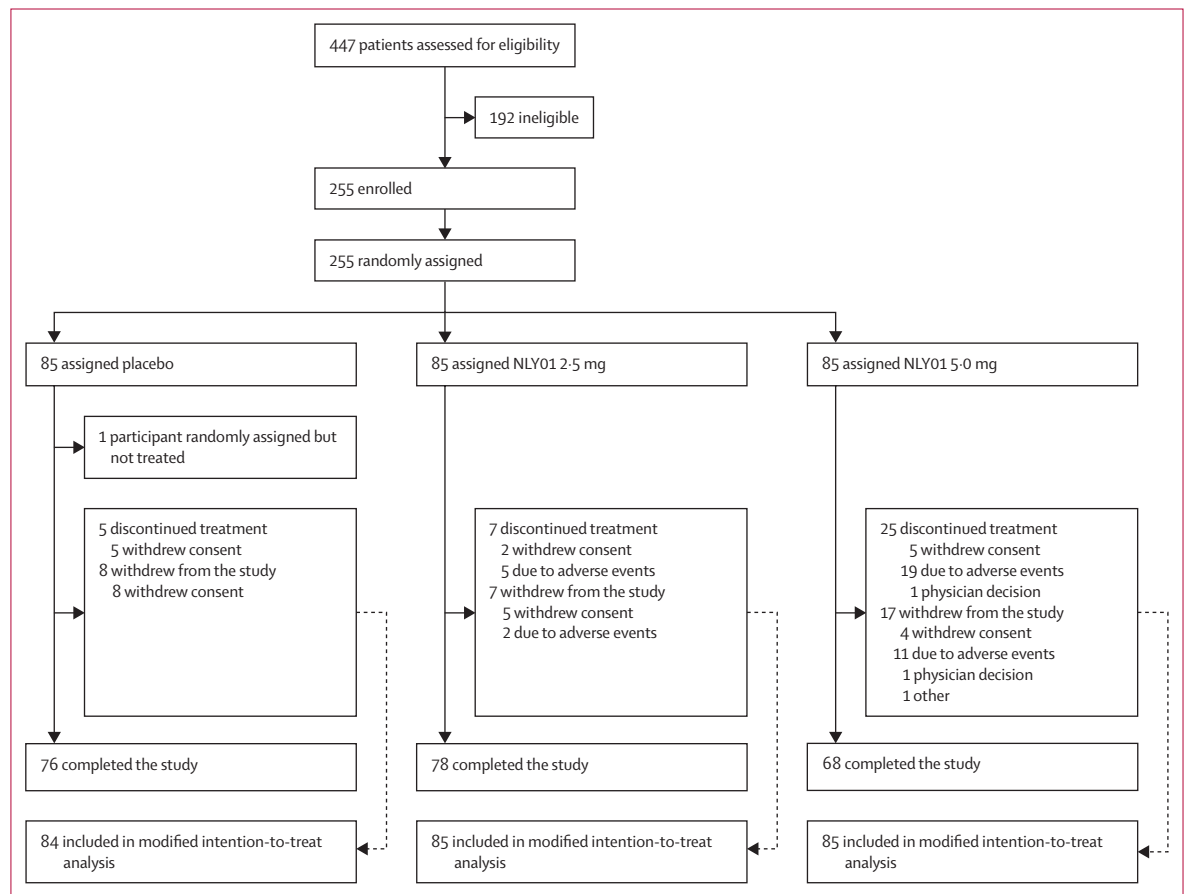 447 patients assessed for eligibility
192 ineligible
255 enrolled
255 randomly assigned
85 assigned placebo
85 assigned NLY01 2·5 mg
85 assigned NLY01 5·0 mg
1 participant randomly assigned but
not treated
5 discontinued treatment
5 withdrew consent
8 withdrew from the study
8 withdrew consent
7 discontinued treatment
2 withdrew consent
5 due to adverse events
7 withdrew from the study
5 withdrew consent
2 due to adverse events
25 discontinued treatment
5 withdrew consent
19 due to adverse events
1 physician decision
17 withdrew from the study
4 withdrew consent
11 due to adverse events
1 physician decision
1 other
76 completed the study
78 completed the study
68 completed the study
84 included in modified intention-to-treat
analysis
85 included in modified intention-to-treat
analysis
85 included in modified intention-to-treat
analysis